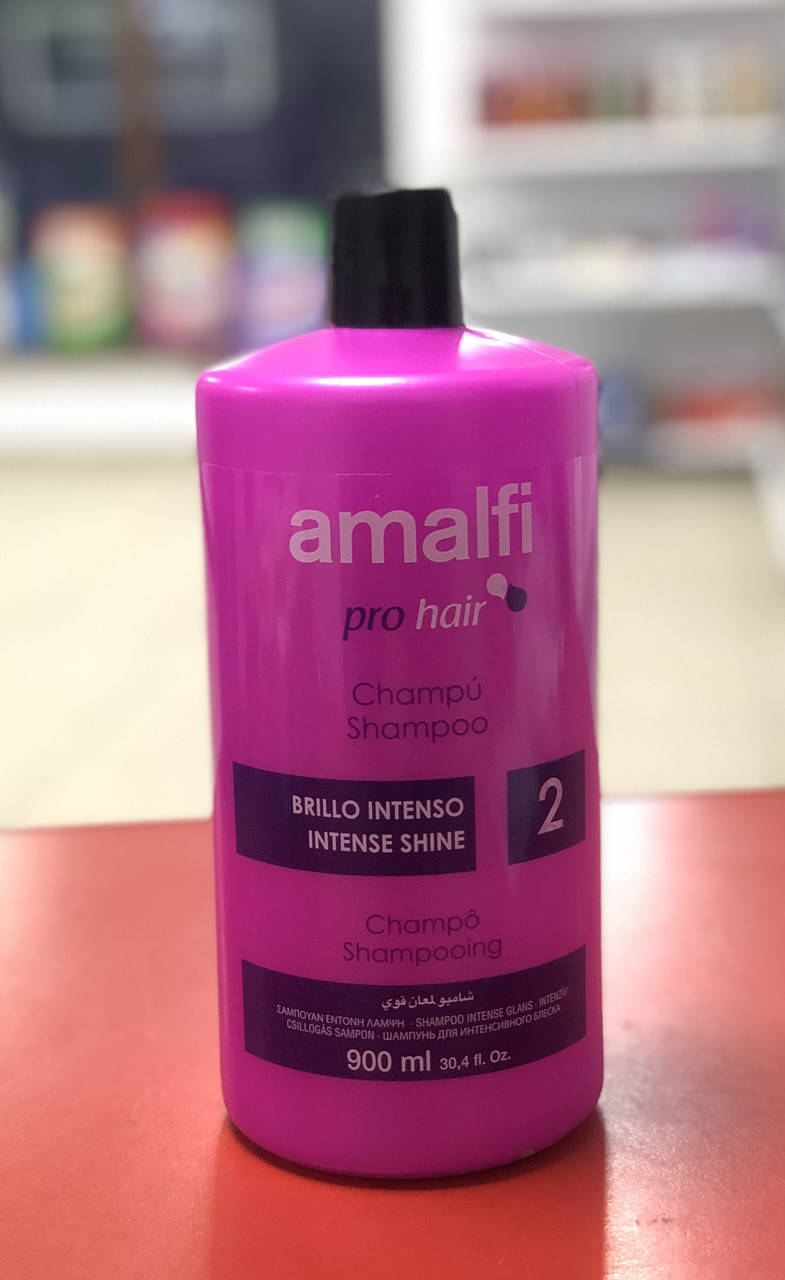 amalfi
pro hair
Champú
Shampoo
BRILLO INTENSO
INTENSE SHINE
2
Champô
Shampooing
شامبو لمعان قوي
ΣΑΜΠΟΥΑΝ ΕΝΤΟΝΗ ΛΑΜΨΗ - SHAMPOO INTENSE GLANS - INTENZÍV
CSILLOGÁS SAMPON - ШАМПУНЬ ДЛЯ ИНТЕНСИВНОГО БЛЕСКА
900 ml 30,4 fl. Oz.